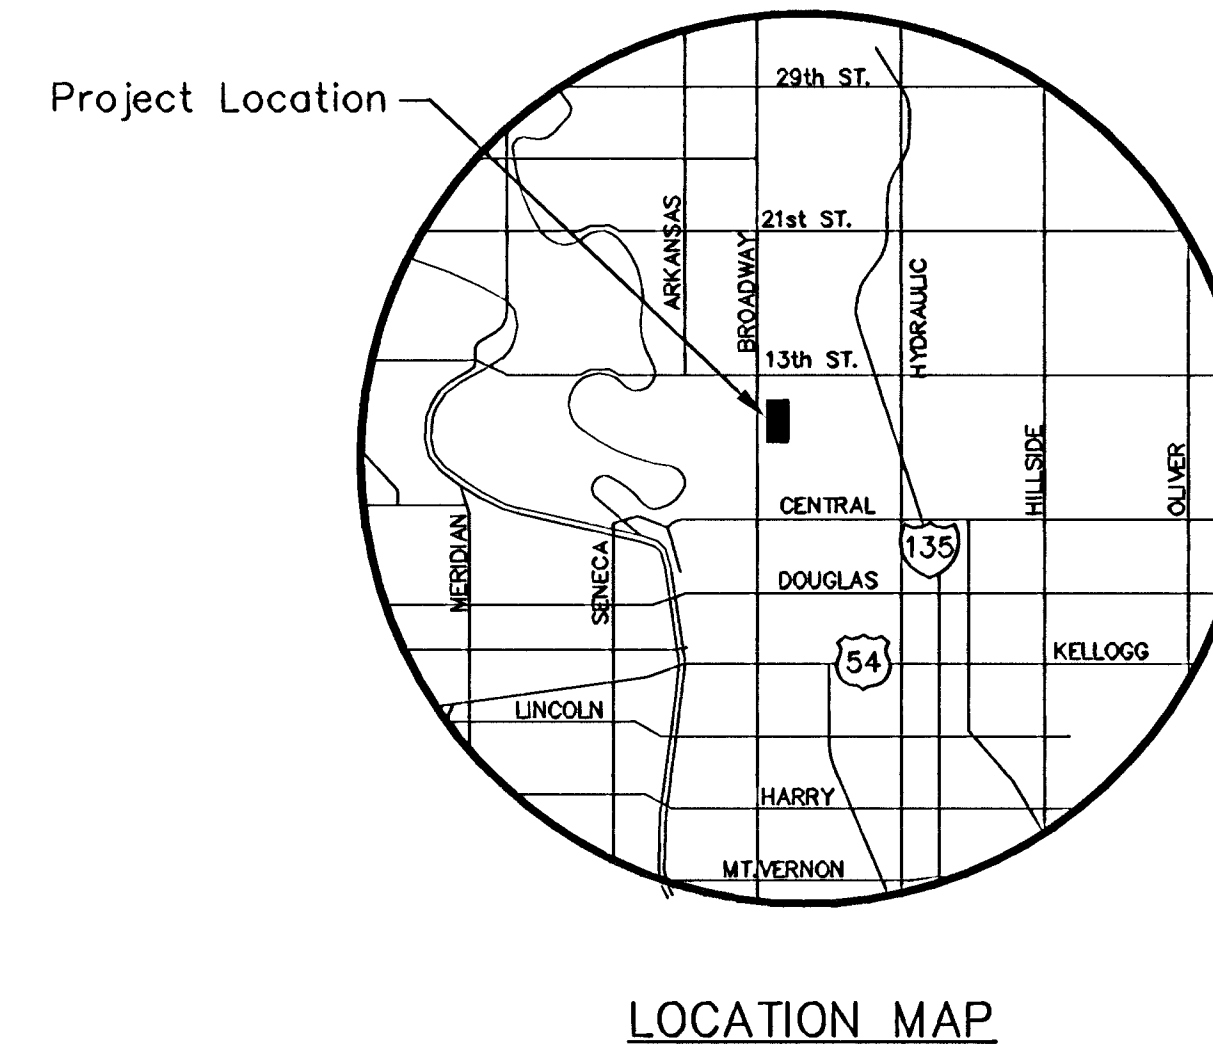 29th ST.
Project Location
ARKANSAS
21st ST.
BROADWAY
HYDRAULIC
13th ST.
HILLSIDE
OLIVER
CENTRAL
MERIDIAN
SENECA
135
DOUGLAS
54
KELLOGG
LINCOLN
HARRY
MT.VERNON
LOCATION MAP